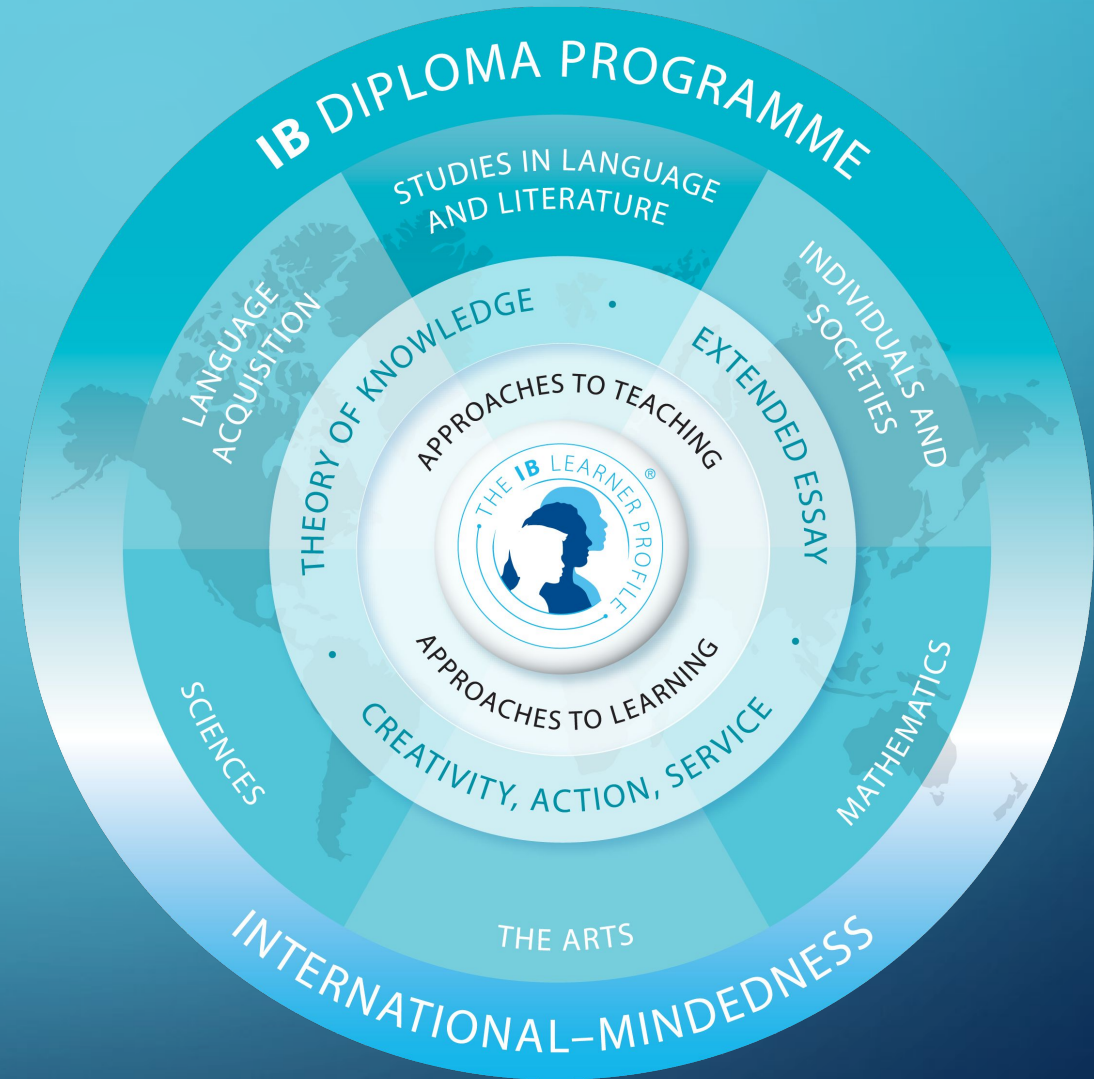 IB DIPLOMA PROGRAMME
STUDIES IN LANGUAGE
AND LITERATURE
LANGUAGE
ACQUISITION
INDIVIDUALS AND
SOCIETIES
THEORY OF KNOWLEDGE •
EXTENDED ESSAY •
APPROACHES TO TEACHING
• THE IB LEARNER PROFILE • ®
APPROACHES TO LEARNING
CREATIVITY, ACTION, SERVICE •
SCIENCES
MATHEMATICS
THE ARTS
INTERNATIONAL–MINDEDNESS